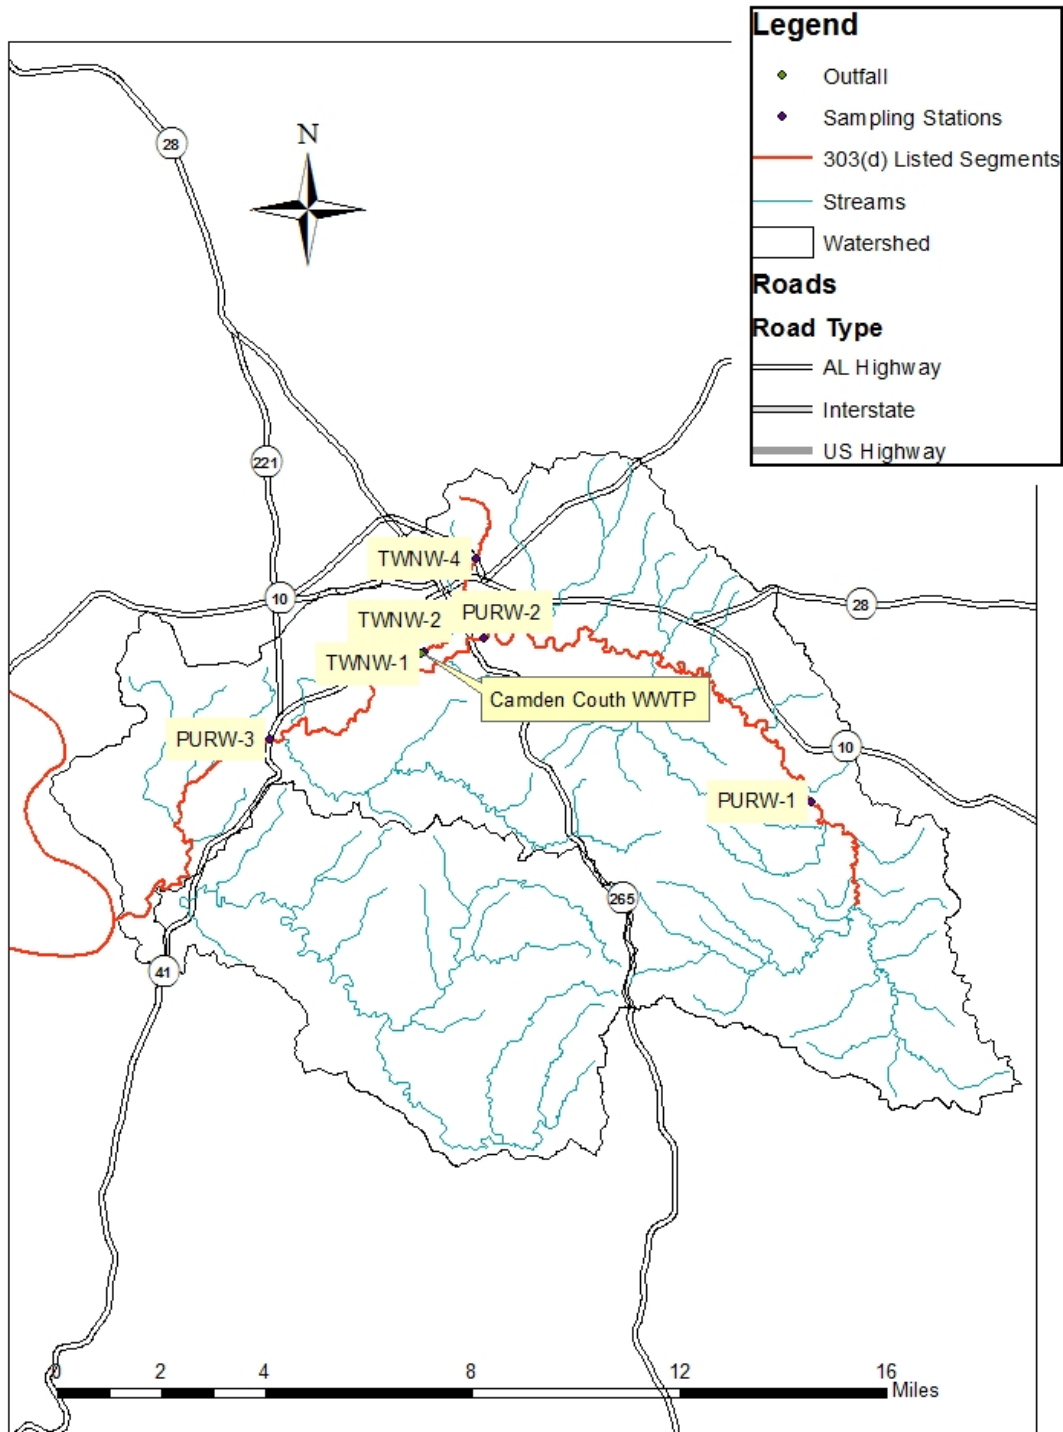 Legend
Outfall
Sampling Stations
303(d) Listed Segments
Streams
Watershed
Roads
Road Type
AL Highway
Interstate
US Highway
28
N
221
TWNW-4
10
TWNW-2
PURW-2
28
TWNW-1
Camden Couth WWTP
PURW-3
10
PURW-1
265
41
0 2 4 8 12 16
Miles